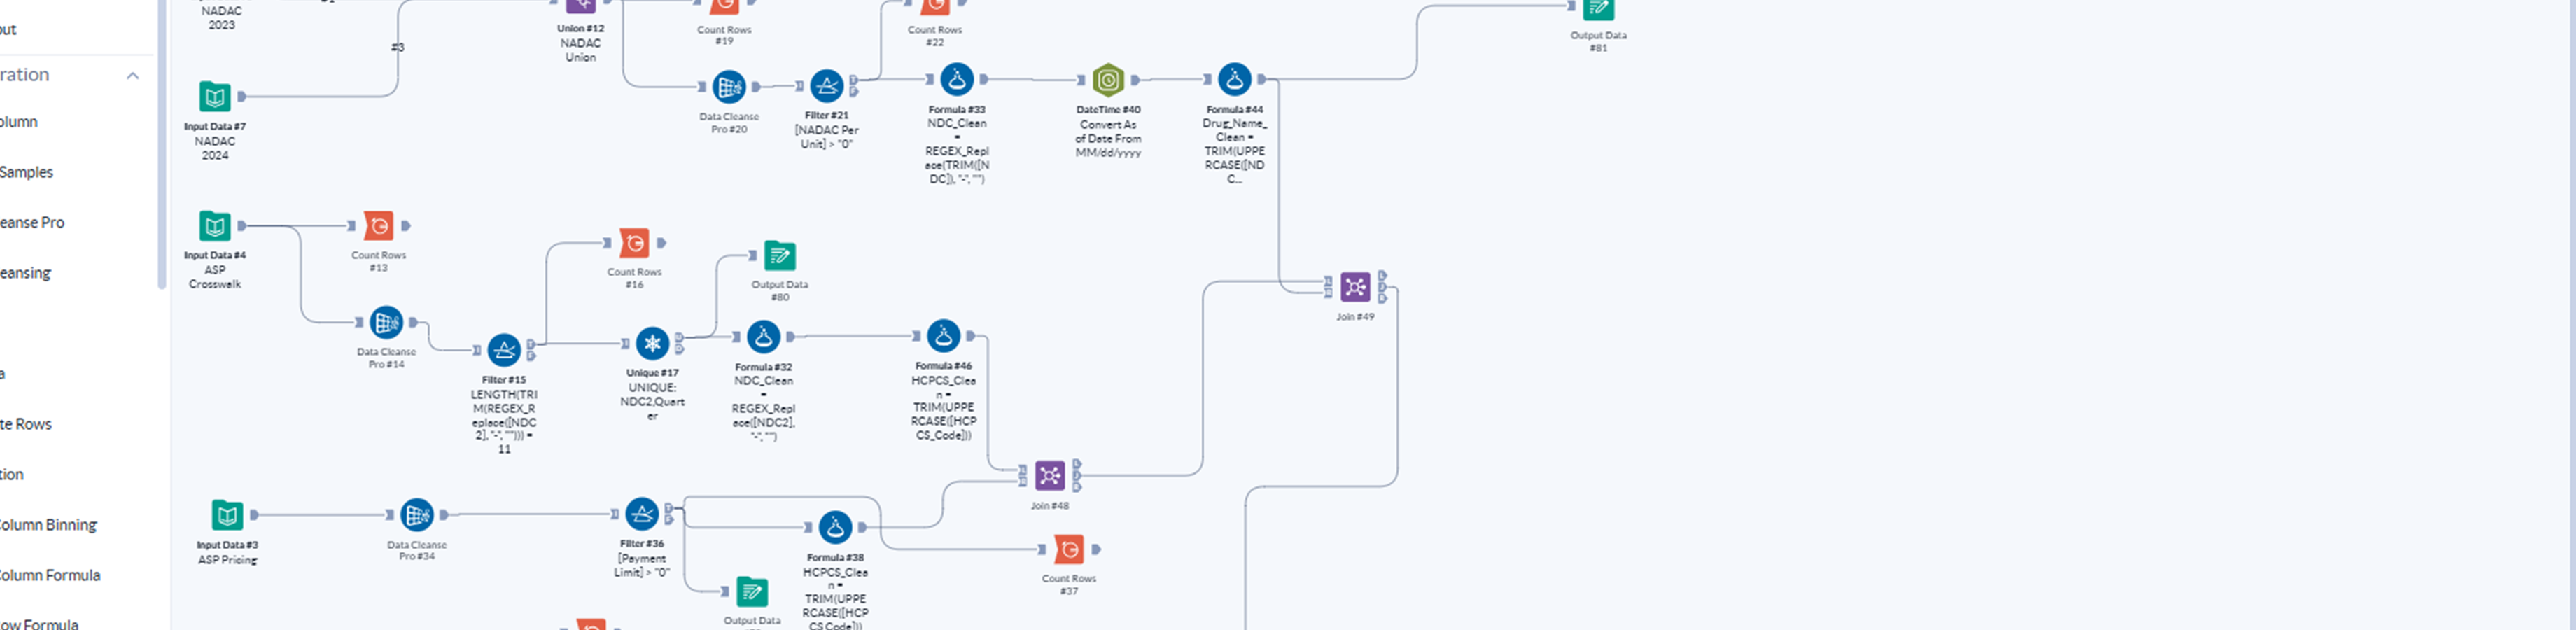 NADAC
2023
#3
Union #12
NADAC
Union
Count Rows
#19
Count Rows
#22
Output Data
#81
Input Data #7
NADAC
2024
Data Cleanse
Pro #20
Filter #21
[NADAC Per
Unit] > "0"
Formula #33
NDC_Clean
=
REGEX_Repl
ace(TRIM([N
DC]), "-", "")
DateTime #40
Convert As
of Date From
MM/dd/yyyy
Formula #44
Drug_Name_
Clean =
TRIM(UPPE
RCASE([ND
C...
put
ration
olumn
Samples
eanse Pro
eansing
a
te Rows
tion
Column Binning
Column Formula
ow Formula
Input Data #4
ASP
Crosswalk
Count Rows
#13
Count Rows
#16
Output Data
#80
Join #49
Data Cleanse
Pro #14
Filter #15
LENGTH(TRI
M(REGEX_R
eplace([NDC
2], "-", ""))) =
11
Unique #17
UNIQUE:
NDC2,Quart
er
Formula #32
NDC_Clean
=
REGEX_Repl
ace([NDC2],
"-", "")
Formula #46
HCPCS_Clea
n =
TRIM(UPPE
RCASE([HCP
CS_Code]))
Join #48
Input Data #3
ASP Pricing
Data Cleanse
Pro #34
Filter #36
[Payment
Limit] > "0"
Formula #38
HCPCS_Clea
n =
TRIM(UPPE
RCASE([HCP
CS Code]))
Count Rows
#37
Output Data